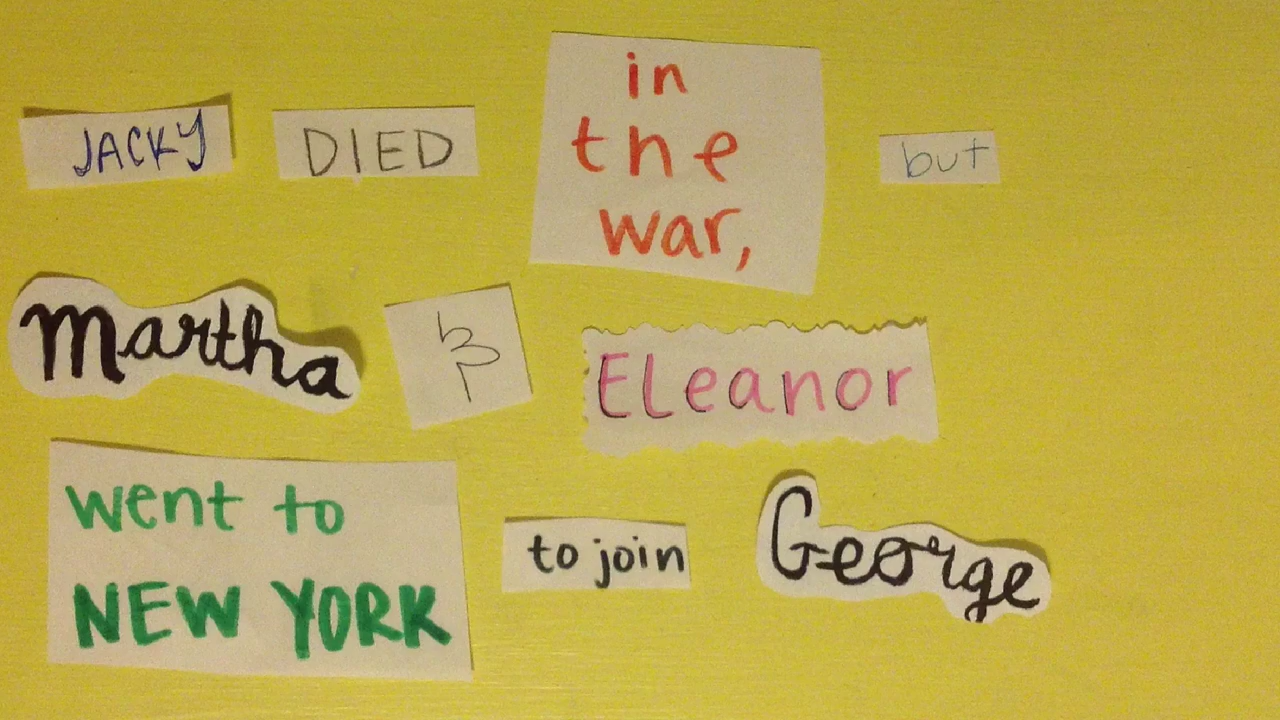 JACKY DIED in the war, but
Martha & Eleanor
went to NEW YORK to join George